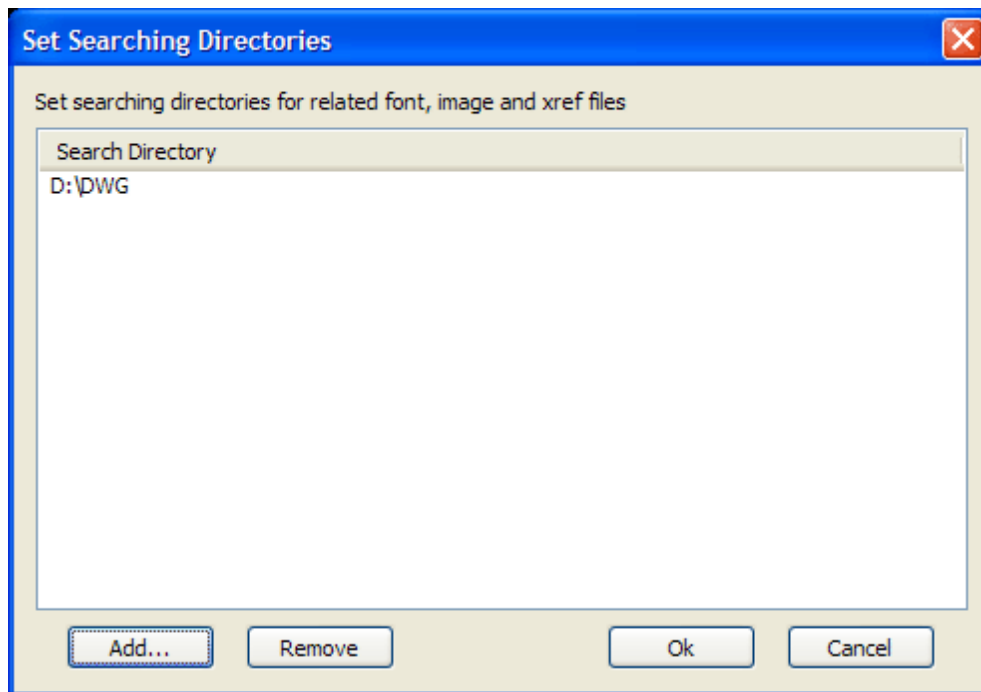 Set Searching Directories
Set searching directories for related font, image and xref files
Search Directory
D:\DWG
Add... Remove Ok Cancel